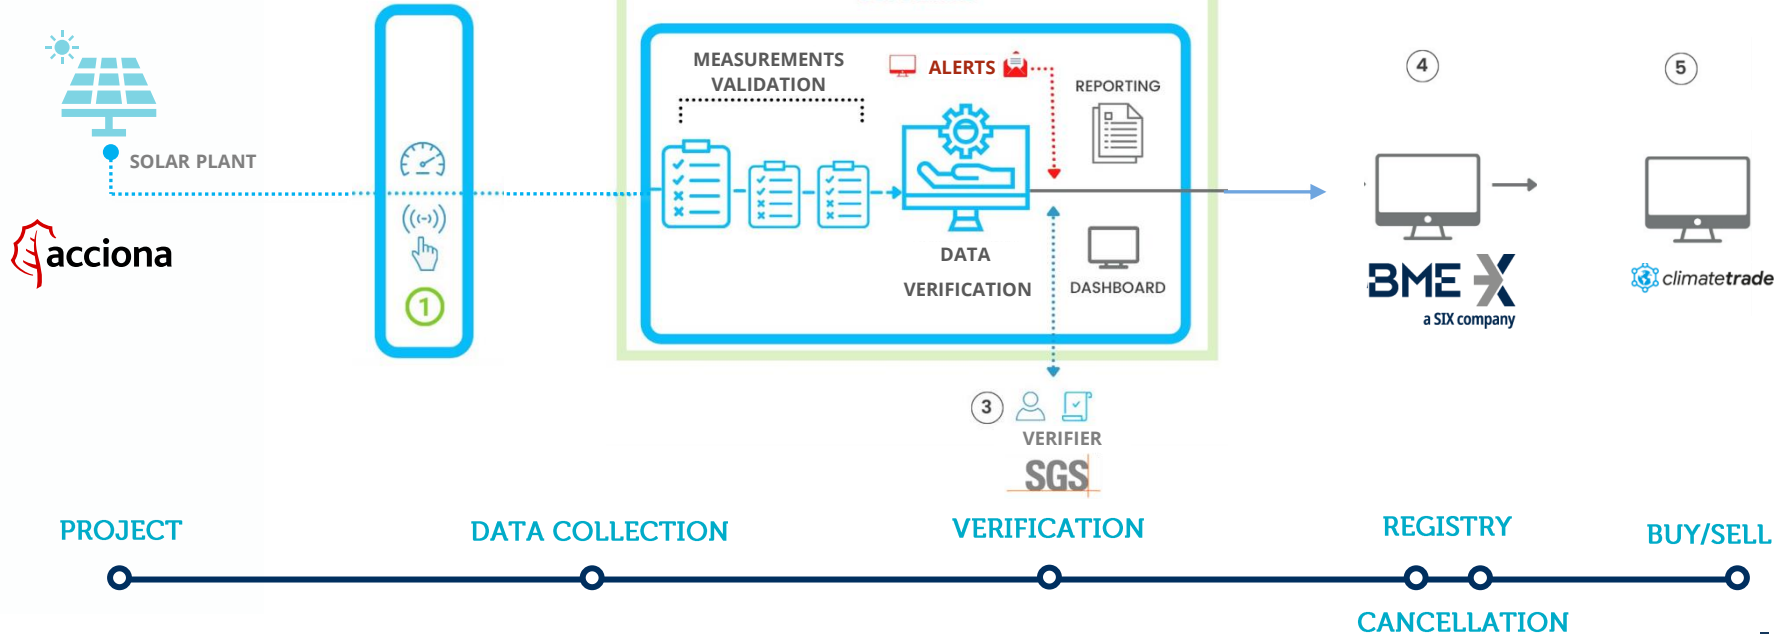 MEASUREMENTS
VALIDATION
ALERTS
REPORTING
4
5
SOLAR PLANT
acciona
1
DATA
VERIFICATION
DASHBOARD
BME X
a SIX company
climatetrade
3
VERIFIER
SGS
PROJECT
DATA COLLECTION
VERIFICATION
REGISTRY
BUY/SELL
CANCELLATION